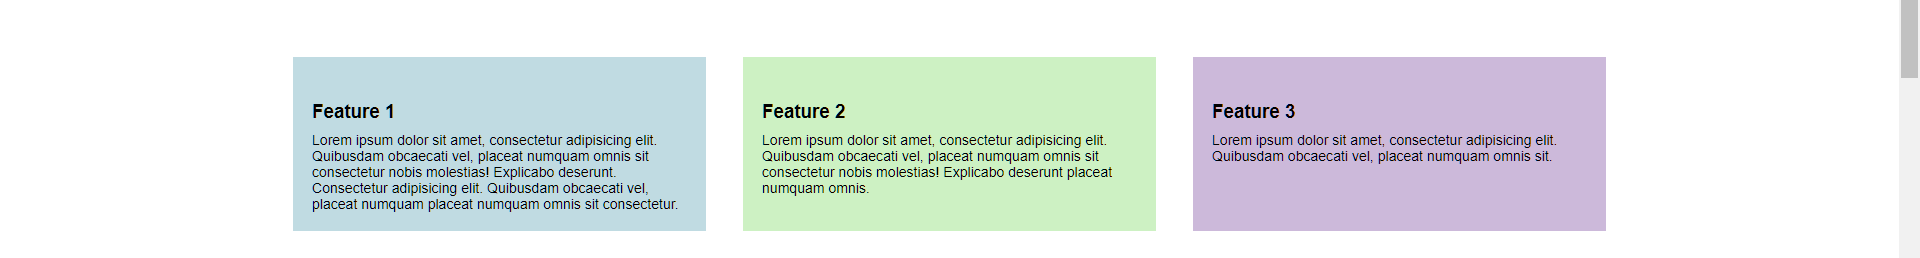 Feature 1
Lorem ipsum dolor sit amet, consectetur adipisicing elit.
Quibusdam obcaecati vel, placeat numquam omnis sit
consectetur nobis molestias! Explicabo deserunt.
Consectetur adipisicing elit. Quibusdam obcaecati vel,
placeat numquam placeat numquam omnis sit consectetur.
Feature 2
Lorem ipsum dolor sit amet, consectetur adipisicing elit.
Quibusdam obcaecati vel, placeat numquam omnis sit
consectetur nobis molestias! Explicabo deserunt placeat
numquam omnis.
Feature 3
Lorem ipsum dolor sit amet, consectetur adipisicing elit.
Quibusdam obcaecati vel, placeat numquam omnis sit.